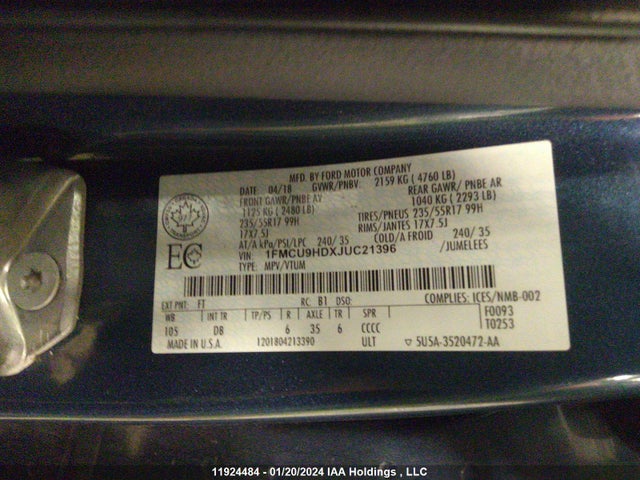 MFD. BY FORD MOTOR COMPANY
DATE 04/18 GVWR/PNBV: 2159 KG ( 4760 LB)
FRONT GAWR/PNBE AV REAR GAWR/ PNBE AR
1125 KG ( 2480 LB) 1040 KG ( 2293 LB)
235/55R17 99H TIRES/PNEUS 235/55R17 99H
17X7.5J RIMS/JANTES 17X7.5J
AT/A kPa/PSI/LPC 240/ 35 COLD/A FROID 240/ 35
VIN: 1FMCU9HDXJUC21396 /JUMELEES
TYPE: MPV/VTUM
EC
EXT PNT: FT RC: B1 DSO: COMPLIES: ICES/NMB-002
WB INT TR TP/PS R AXLE TR SPR F0093
105 DB 6 35 6 CCCC T0253
MADE IN U.S.A. 1201804213390 ULT ▽ 5U5A-3520472-AA
11924484 - 01/20/2024 IAA Holdings , LLC